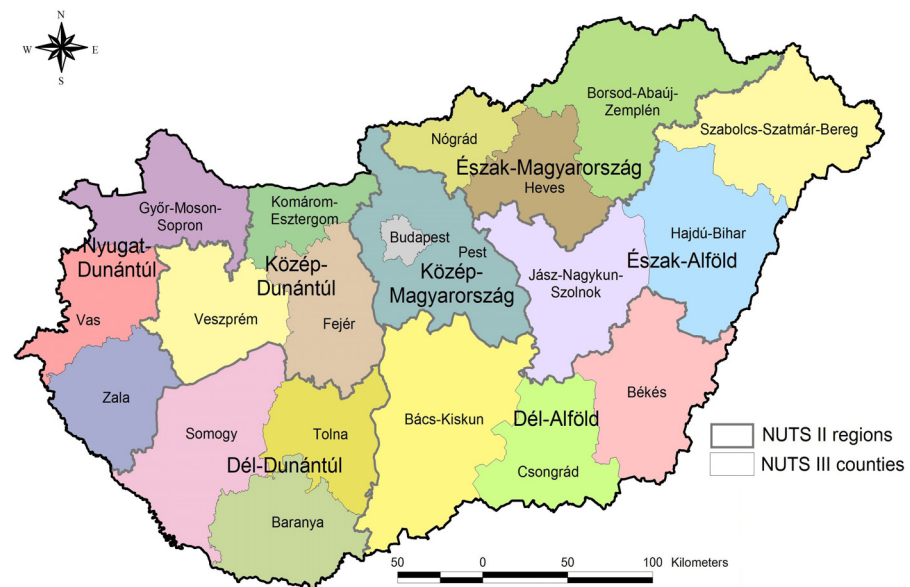 N
W E
S
Borsod-Abaúj-
Zemplén
Szabolcs-Szatmár-Bereg
Nógrád
Észak-Magyarország
Heves
Komárom-
Esztergom
Győr-Moson-
Sopron
Budapest
Pest
Hajdú-Bihar
Nyugat-
Dunántúl
Közép-
Dunántúl
Közép-
Magyarország
Jász-Nagykun-
Szolnok
Észak-Alföld
Vas
Veszprém
Fejér
Zala
Somogy
Tolna
Bács-Kiskun
Dél-Alföld
Békés
Dél-Dunántúl
Csongrád
Baranya
NUTS II regions
NUTS III counties
50 0 50 100 Kilometers